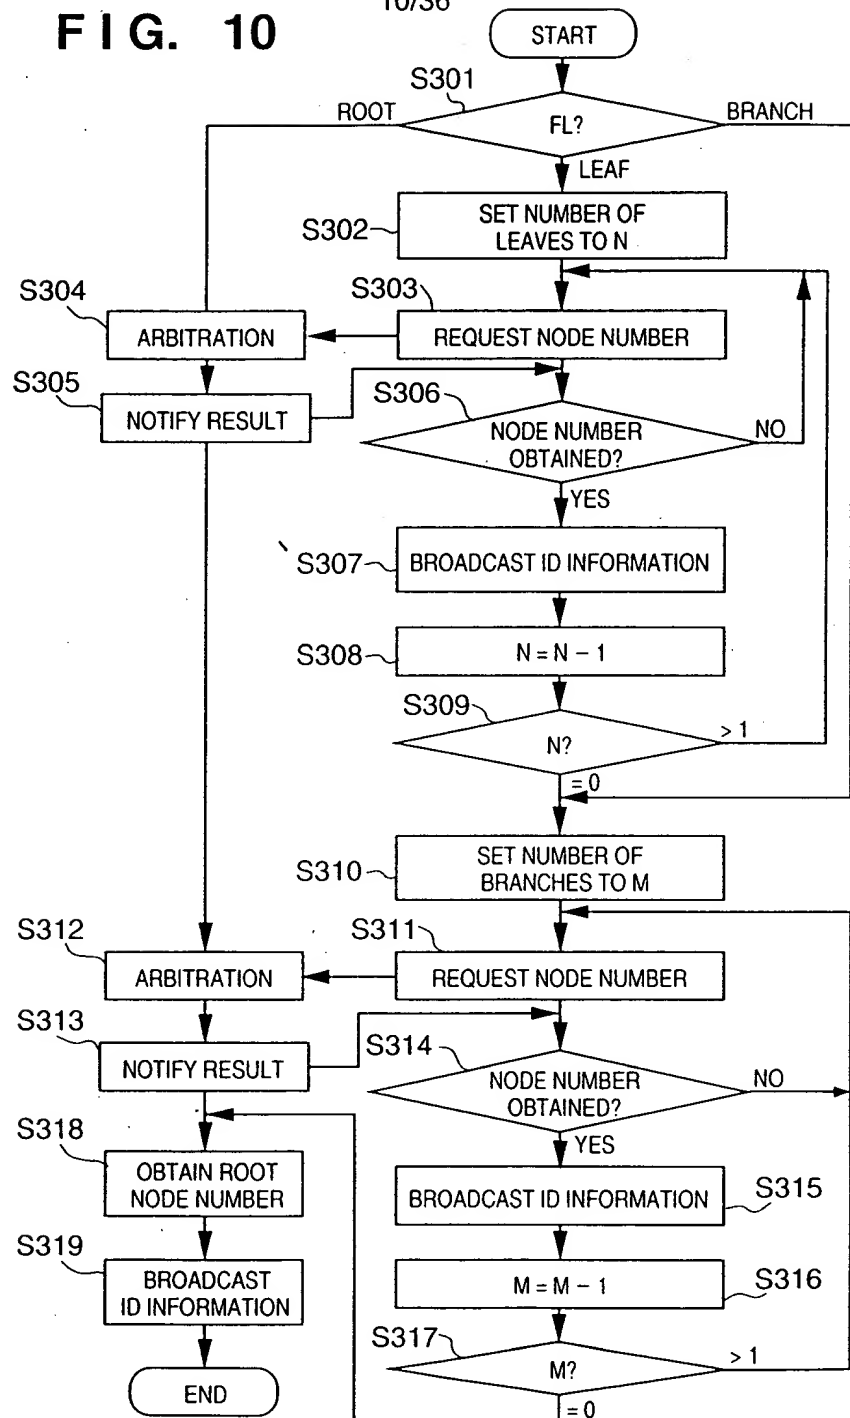 10/36
FIG. 10
START
S301
ROOT
FL?
BRANCH
LEAF
S302
SET NUMBER OF
LEAVES TO N
S304
S303
ARBITRATION
REQUEST NODE NUMBER
S305
NOTIFY RESULT
S306
NODE NUMBER
OBTAINED?
NO
YES
S307
BROADCAST ID INFORMATION
S308
N = N − 1
S309
N?
> 1
= 0
S310
SET NUMBER OF
BRANCHES TO M
S312
S311
ARBITRATION
REQUEST NODE NUMBER
S313
NOTIFY RESULT
S314
NODE NUMBER
OBTAINED?
NO
YES
S318
OBTAIN ROOT
NODE NUMBER
BROADCAST ID INFORMATION
S315
S319
BROADCAST
ID INFORMATION
M = M − 1
S316
S317
M?
> 1
END
= 0